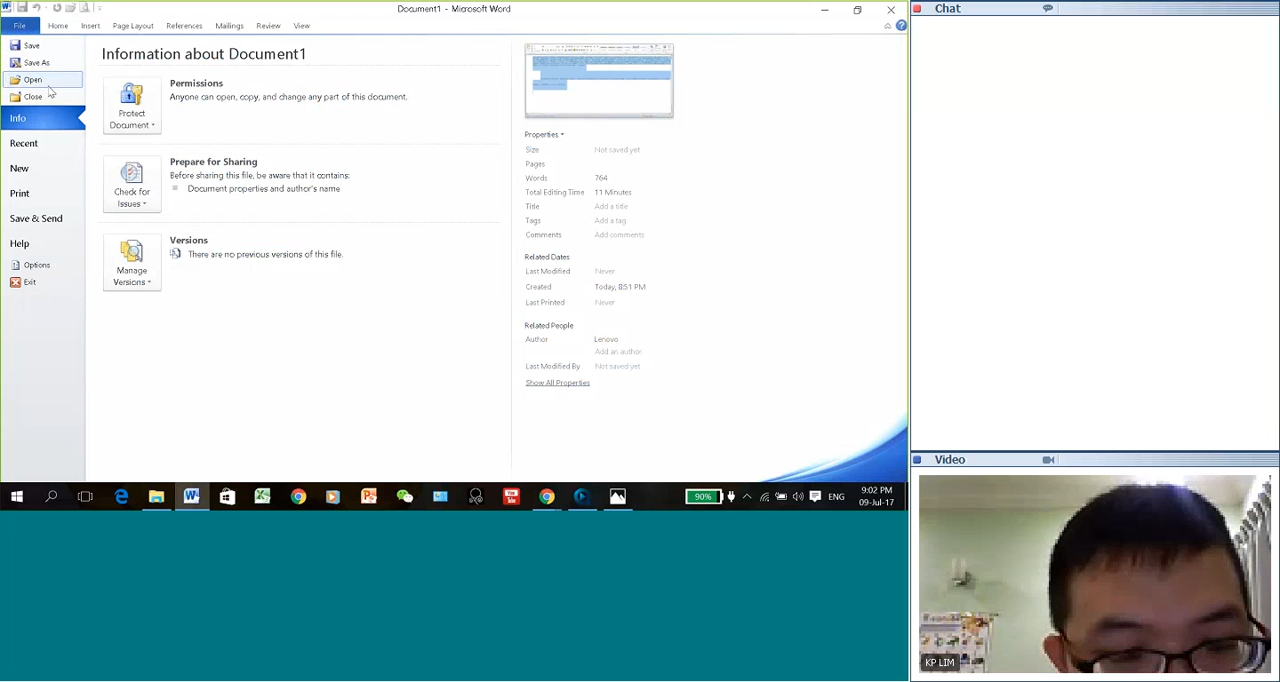 Document1 - Microsoft Word
File Home Insert Page Layout References Mailings Review View
Save
Save As
Open
Close
Info
Recent
New
Print
Save & Send
Help
Options
Exit
Information about Document1
Protect
Document
Permissions
Anyone can open, copy, and change any part of this document.
Check for
Issues
Prepare for Sharing
Before sharing this file, be aware that it contains:
Document properties and author's name
Manage
Versions
Versions
There are no previous versions of this file.
Properties
Size Not saved yet
Pages
Words 764
Total Editing Time 11 Minutes
Title Add a title
Tags Add a tag
Comments Add comments
Related Dates
Last Modified Never
Created Today, 8:51 PM
Last Printed Never
Related People
Author Lenovo
Add an author
Last Modified By Not saved yet
Show All Properties
90%
ENG
9:02 PM
09-Jul-17
Chat
Video
KP LIM